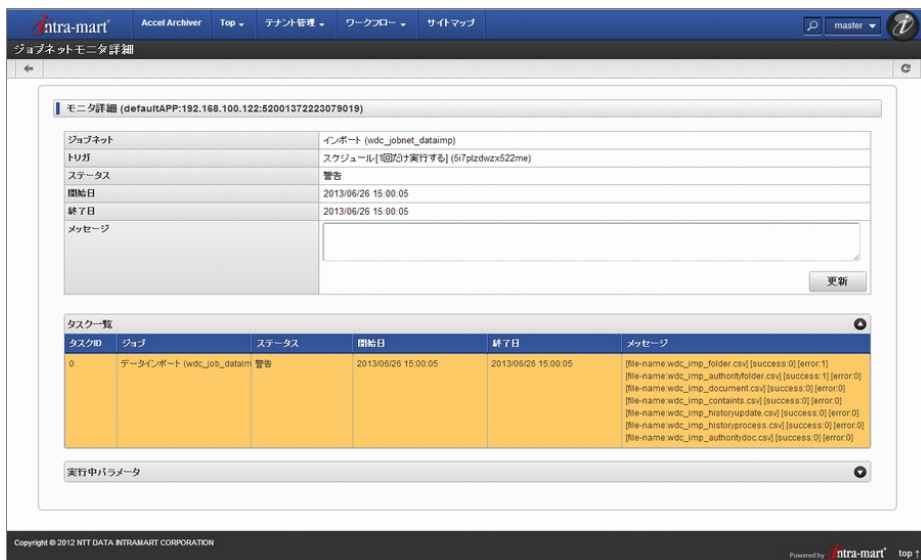 intra-mart Accel Archiver Top テナント管理 ワークフロー サイトマップ master
ジョブネットモニタ詳細
モニタ詳細 (defaultAPP:192.168.100.122:52001372223079019)
ジョブネット インポート (wdc_jobnet_dataimp)
トリガ スケジュール[1回だけ実行する] (5i7plzdwzx522me)
ステータス 警告
開始日 2013/06/26 15:00:05
終了日 2013/06/26 15:00:05
メッセージ
更新
タスク一覧
タスクID ジョブ ステータス 開始日 終了日 メッセージ
0 データインポート (wdc_job_dataim 警告 2013/06/26 15:00:05 2013/06/26 15:00:05 [file-name:wdc_imp_folder.csv] [success:0] [error:1]
[file-name:wdc_imp_authorityfolder.csv] [success:1] [error:0]
[file-name:wdc_imp_document.csv] [success:0] [error:0]
[file-name:wdc_imp_containts.csv] [success:0] [error:0]
[file-name:wdc_imp_historyupdate.csv] [success:0] [error:0]
[file-name:wdc_imp_historyprocess.csv] [success:0] [error:0]
[file-name:wdc_imp_authoritydoc.csv] [success:0] [error:0]
実行中パラメータ
Copyright © 2012 NTT DATA INTRAMART CORPORATION
Powered by intra-mart top